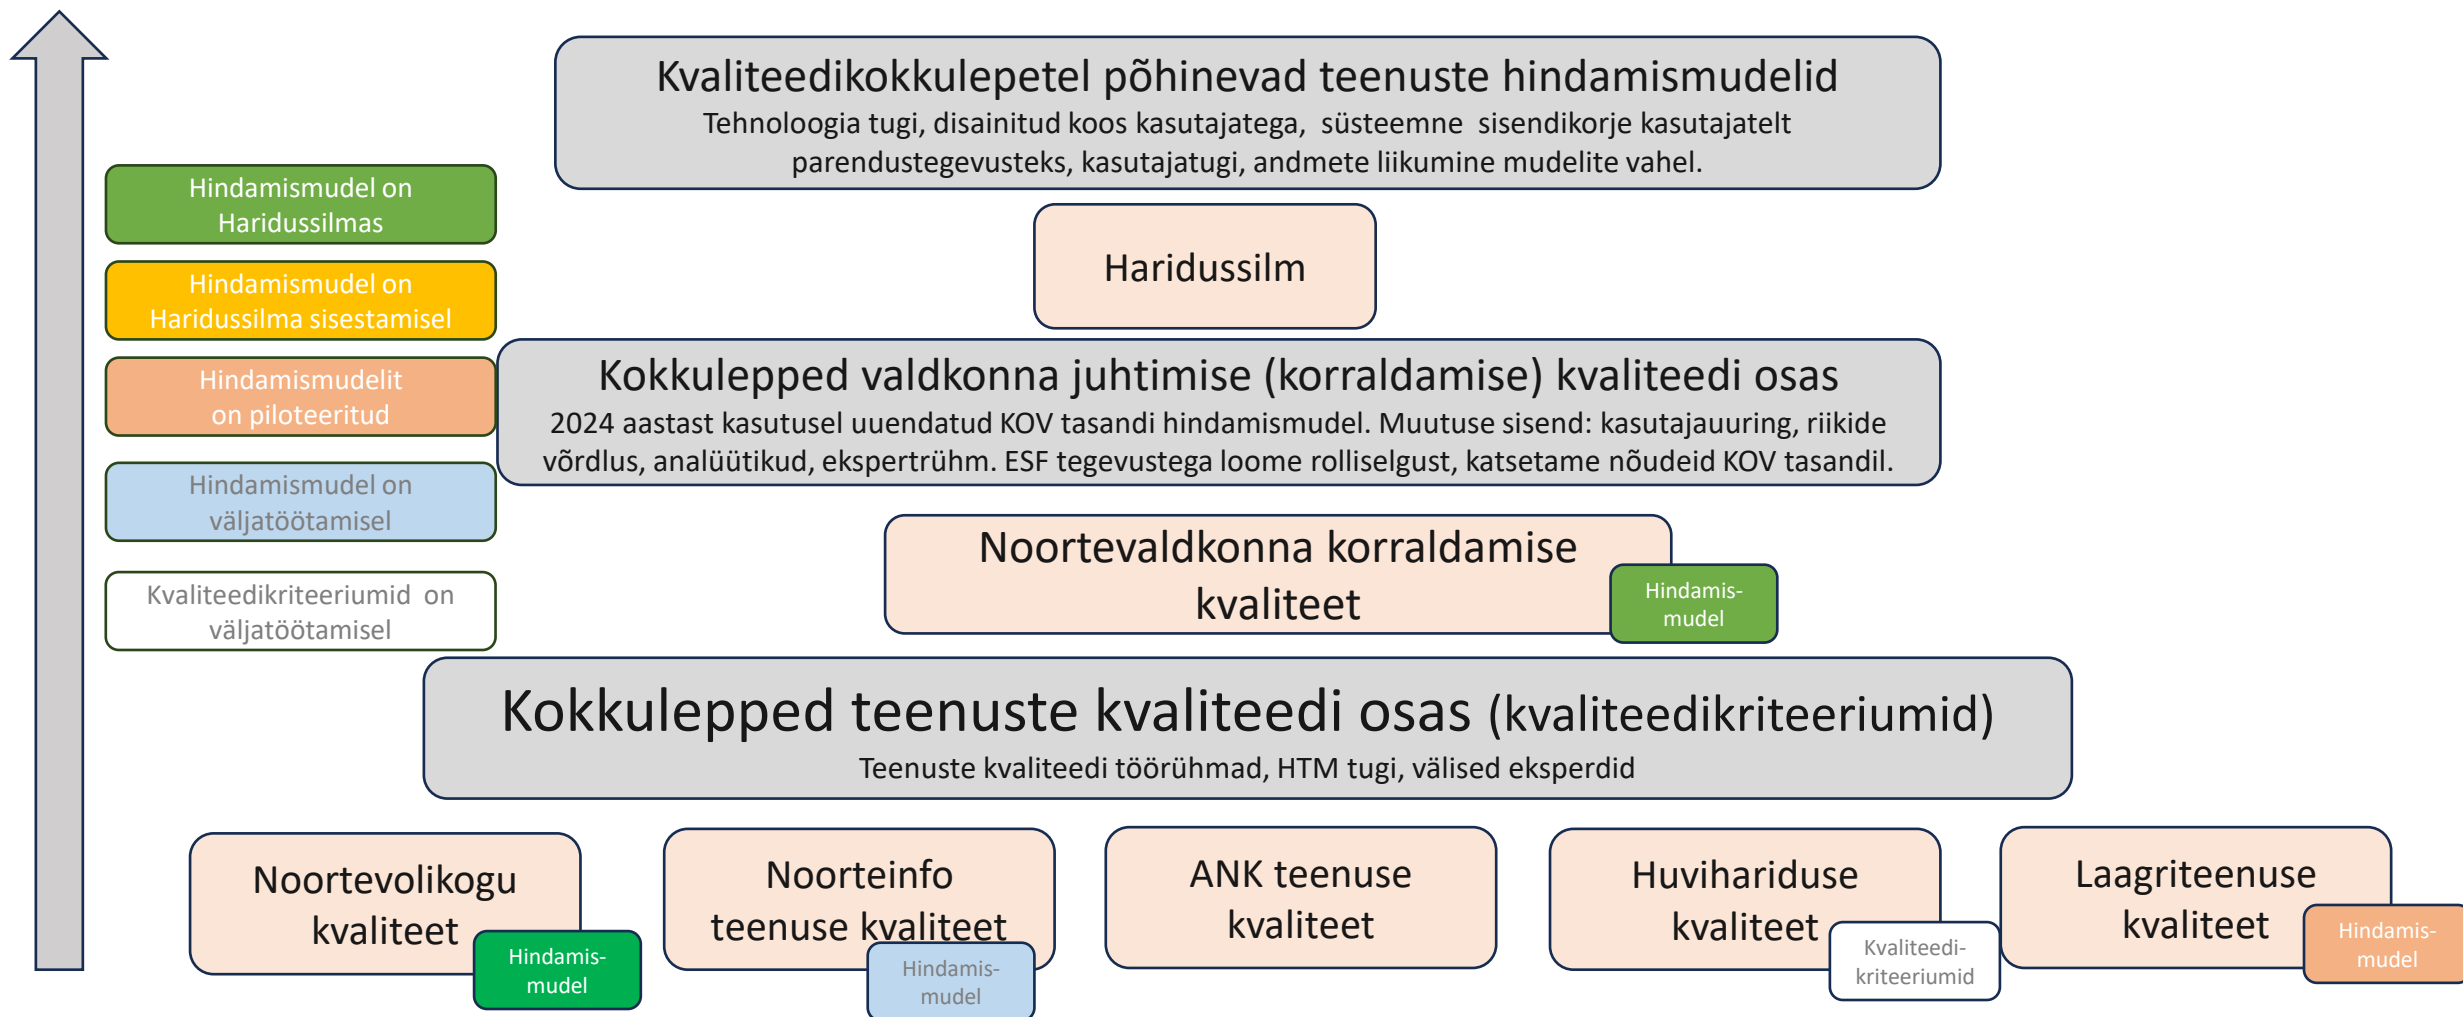 Kvaliteedikokkulepetel põhinevad teenuste hindamismudelid
Tehnoloogia tugi, disainitud koos kasutajatega, süsteemne sisendikorje kasutajatelt
parendustegevusteks, kasutajatugi, andmete liikumine mudelite vahel.
Hindamismudel on
Haridussilmas
Hindamismudel on
Haridussilma sisestamisel
Hindamismudelit
on piloteeritud
Hindamismudel on
väljatöötamisel
Kvaliteedikriteeriumid on
väljatöötamisel
Haridussilm
Kokkulepped valdkonna juhtimise (korraldamise) kvaliteedi osas
2024 aastast kasutusel uuendatud KOV tasandi hindamismudel. Muutuse sisend: kasutajauuring, riikide
võrdlus, analüütikud, ekspertrühm. ESF tegevustega loome rolliselgust, katsetame nõudeid KOV tasandil.
Noortevaldkonna korraldamise
kvaliteet
Hindamis-
mudel
Kokkulepped teenuste kvaliteedi osas (kvaliteedikriteeriumid)
Teenuste kvaliteedi töörühmad, HTM tugi, välised eksperdid
Noortevolikogu
kvaliteet
Hindamis-
mudel
Noorteinfo
teenuse kvaliteet
Hindamis-
mudel
ANK teenuse
kvaliteet
Huvihariduse
kvaliteet
Kvaliteedi-
kriteeriumid
Laagriteenuse
kvaliteet
Hindamis-
mudel